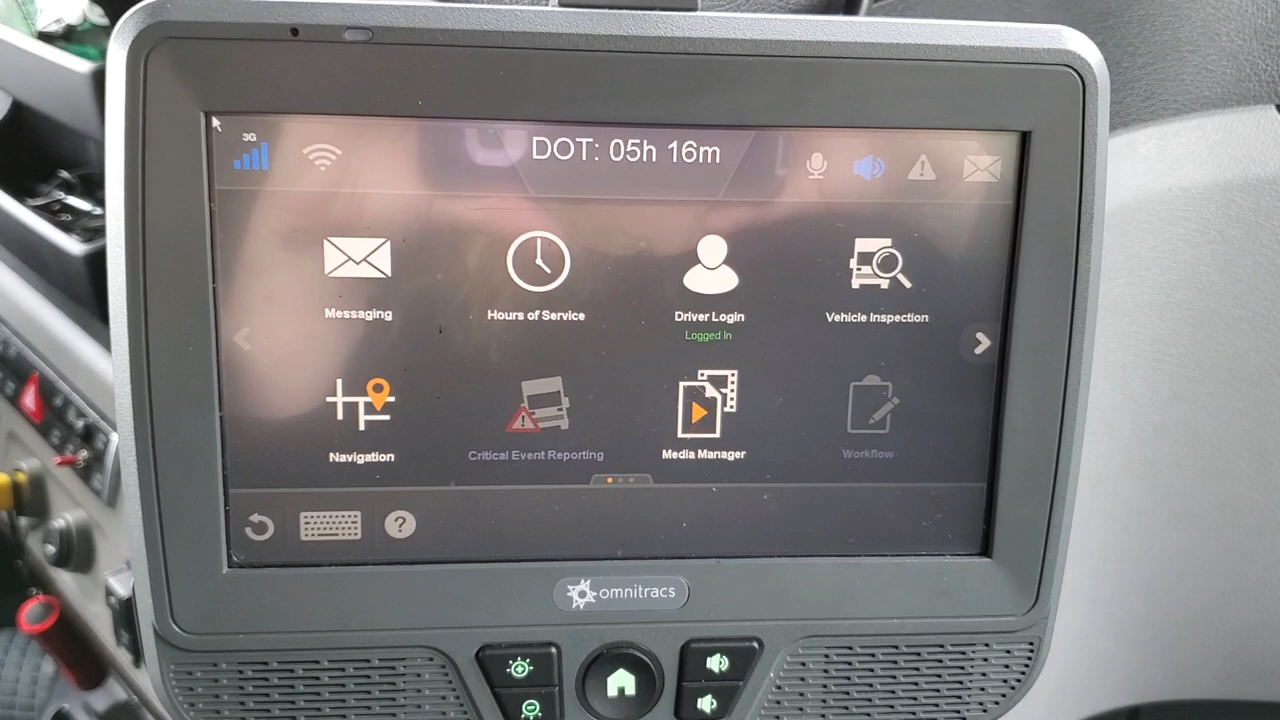 3G
DOT: 05h 16m
Messaging
Hours of Service
Driver Login
Logged In
Vehicle Inspection
Navigation
Critical Event Reporting
Media Manager
Workflow
?
omnitracs